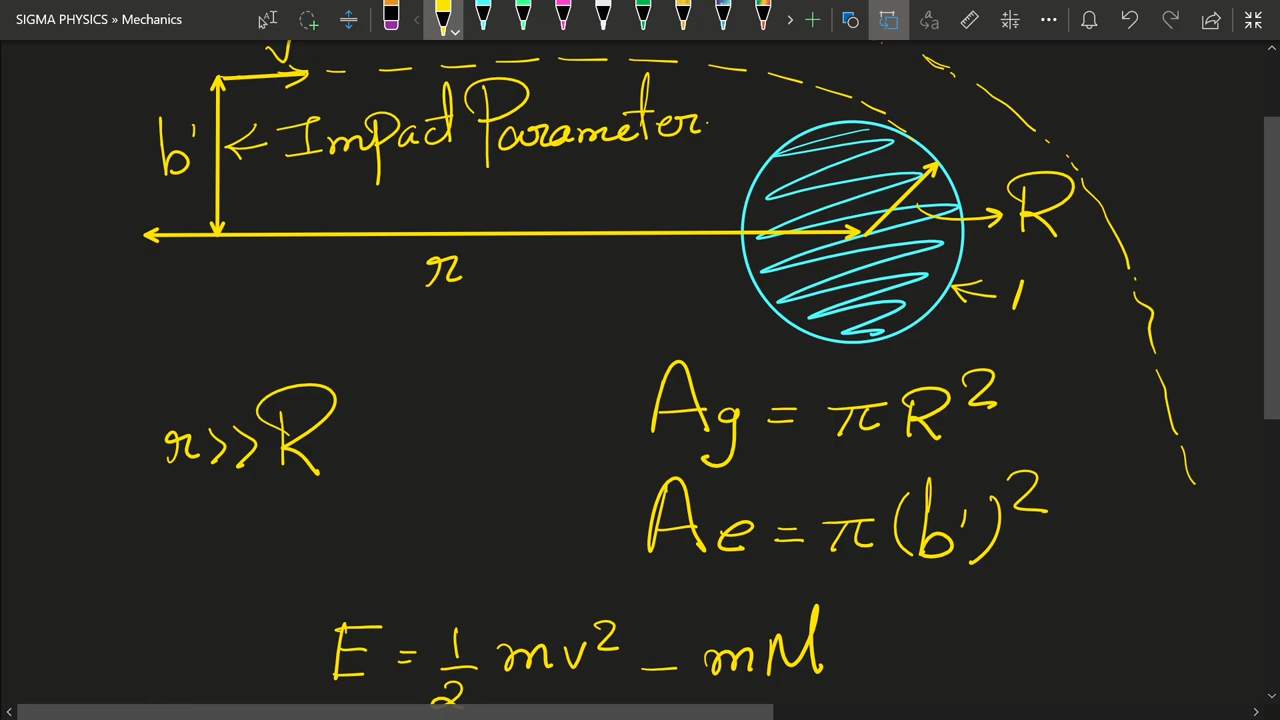 SIGMA PHYSICS » Mechanics
v
b' ← Impact Parameter
R
r
r>>R
Ag = πR²
Ae = π(b')²
E = 1/2 mv² - mM